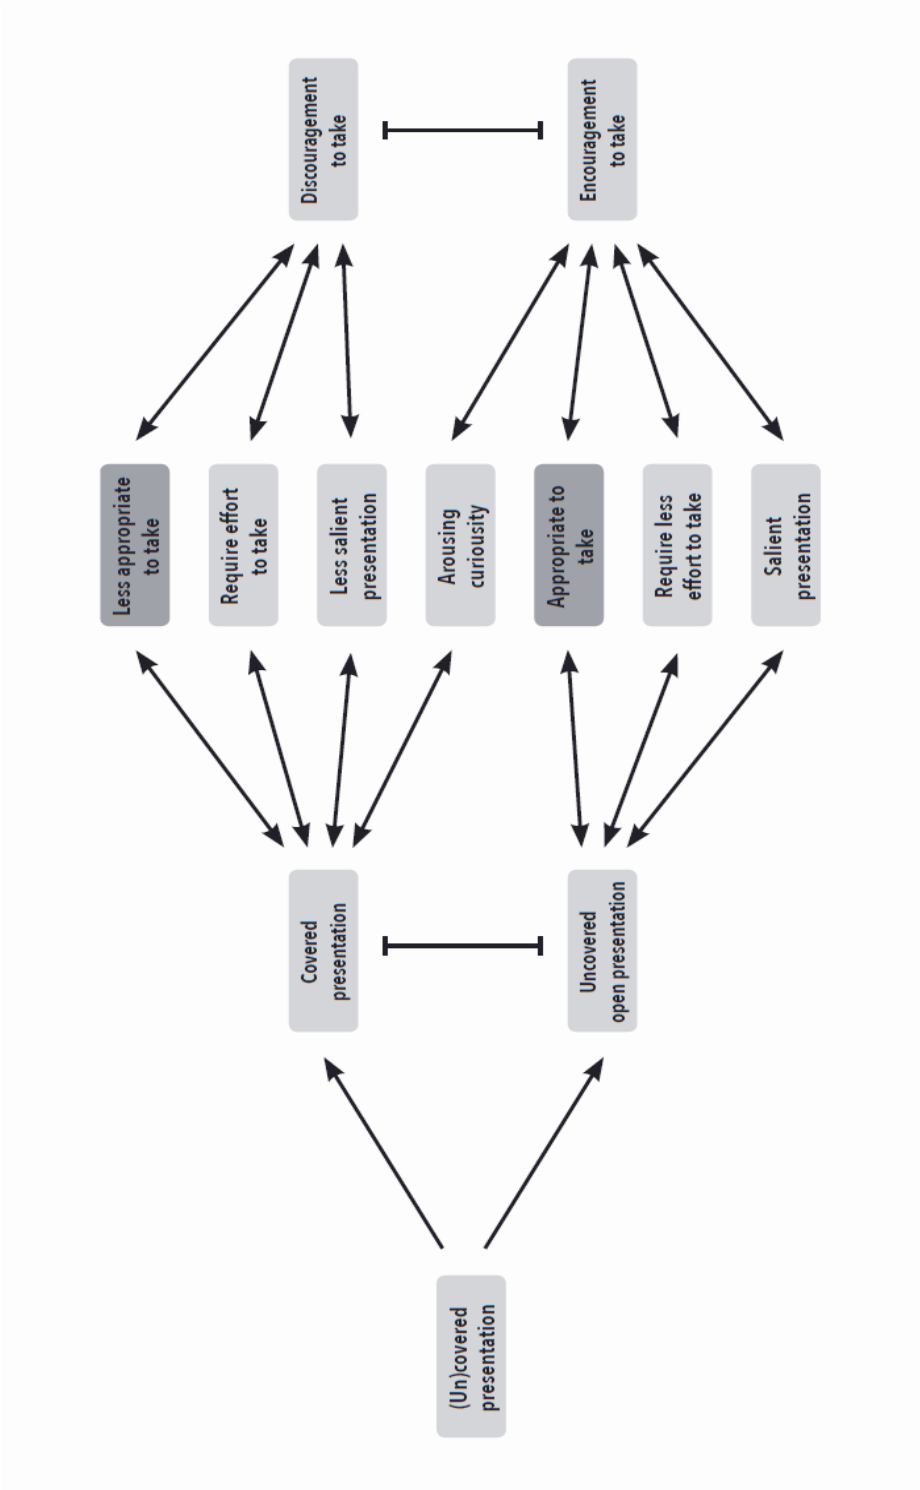 (Un)covered
presentation
Covered
presentation
Uncovered
open presentation
Less appropriate
to take
Require effort
to take
Less salient
presentation
Arousing
curiousity
Appropriate to
take
Require less
effort to take
Salient
presentation
Discouragement
to take
Encouragement
to take